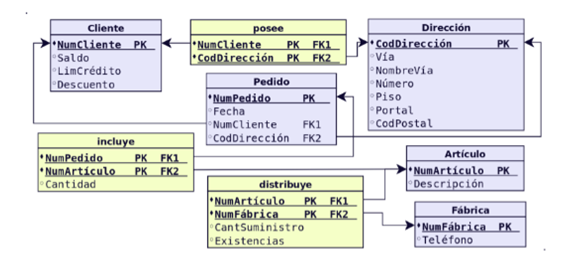 Cliente
NumCliente PK
Saldo
LimCrédito
Descuento
posee
NumCliente PK FK1
CodDirección PK FK2
Dirección
CodDirección PK
Vía
NombreVía
Número
Piso
Portal
CodPostal
Pedido
NumPedido PK
Fecha
NumCliente FK1
CodDirección FK2
incluye
NumPedido PK FK1
NumArtículo PK FK2
Cantidad
Artículo
NumArtículo PK
Descripción
distribuye
NumArtículo PK FK1
NumFábrica PK FK2
CantSuministro
Existencias
Fábrica
NumFábrica PK
Teléfono